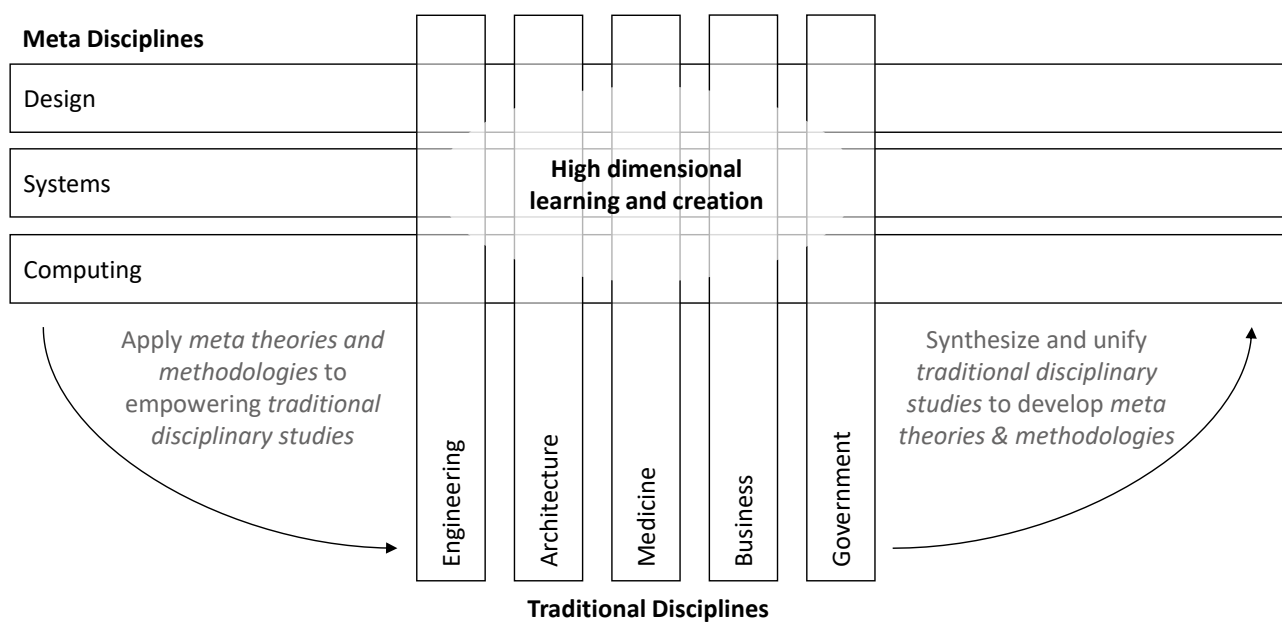 Meta Disciplines
Design
Systems
Computing
High dimensional
learning and creation
Apply meta theories and
methodologies to
empowering traditional
disciplinary studies
Synthesize and unify
traditional disciplinary
studies to develop meta
theories & methodologies
Engineering
Architecture
Medicine
Business
Government
Traditional Disciplines